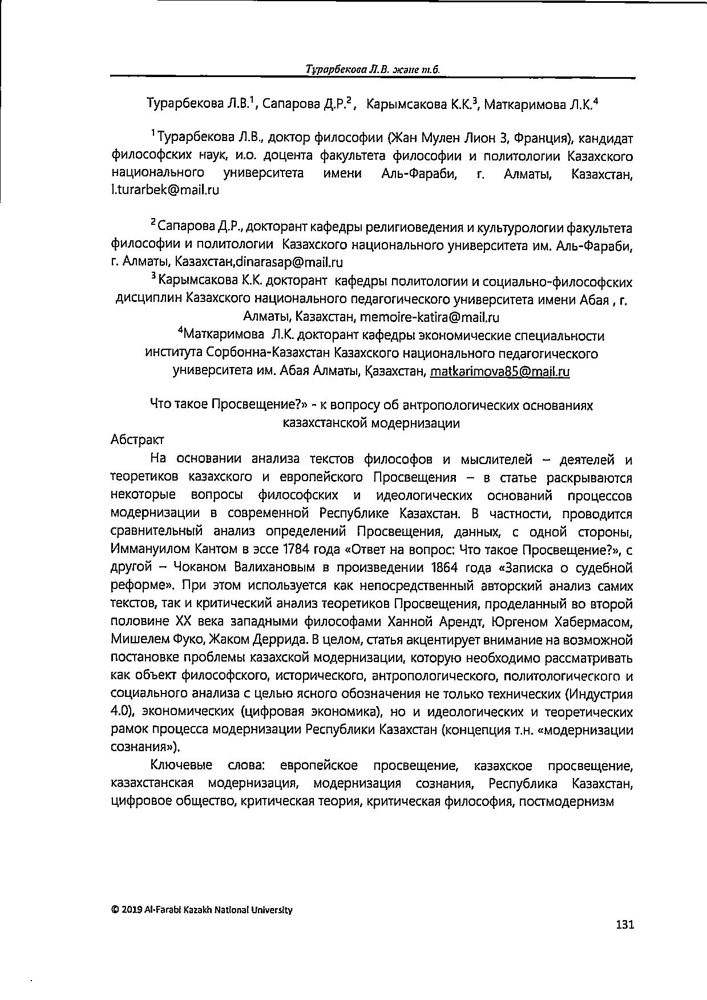 Тұрарбекова Л.В. және т.б.
Турарбекова Л.В.¹, Сапарова Д.Р.², Карымсакова К.К.³, Маткаримова Л.К.⁴
¹ Турарбекова Л.В., доктор философии (Жан Мулен Лион 3, Франция), кандидат
философских наук, и.о. доцента факультета философии и политологии Казахского
национального университета имени Аль-Фараби, г. Алматы, Казахстан,
l.turarbek@mail.ru
² Сапарова Д.Р., докторант кафедры религиоведения и культурологии факультета
философии и политологии Казахского национального университета им. Аль-Фараби,
г. Алматы, Казахстан,dinarasap@mail.ru
³ Карымсакова К.К. докторант кафедры политологии и социально-философских
дисциплин Казахского национального педагогического университета имени Абая , г.
Алматы, Казахстан, memoire-katira@mail.ru
⁴Маткаримова Л.К. докторант кафедры экономические специальности
института Сорбонна-Казахстан Казахского национального педагогического
университета им. Абая Алматы, Қазахстан, matkarimova85@mail.ru
Что такое Просвещение?» - к вопросу об антропологических основаниях
казахстанской модернизации
Абстракт
На основании анализа текстов философов и мыслителей – деятелей и
теоретиков казахского и европейского Просвещения – в статье раскрываются
некоторые вопросы философских и идеологических оснований процессов
модернизации в современной Республике Казахстан. В частности, проводится
сравнительный анализ определений Просвещения, данных, с одной стороны,
Иммануилом Кантом в эссе 1784 года «Ответ на вопрос: Что такое Просвещение?», с
другой – Чоканом Валихановым в произведении 1864 года «Записка о судебной
реформе». При этом используется как непосредственный авторский анализ самих
текстов, так и критический анализ теоретиков Просвещения, проделанный во второй
половине XX века западными философами Ханной Арендт, Юргеном Хабермасом,
Мишелем Фуко, Жаком Деррида. В целом, статья акцентирует внимание на возможной
постановке проблемы казахской модернизации, которую необходимо рассматривать
как объект философского, исторического, антропологического, политологического и
социального анализа с целью ясного обозначения не только технических (Индустрия
4.0), экономических (цифровая экономика), но и идеологических и теоретических
рамок процесса модернизации Республики Казахстан (концепция т.н. «модернизации
сознания»).
Ключевые слова: европейское просвещение, казахское просвещение,
казахстанская модернизация, модернизация сознания, Республика Казахстан,
цифровое общество, критическая теория, критическая философия, постмодернизм
© 2019 Al-Farabi Kazakh National University
131